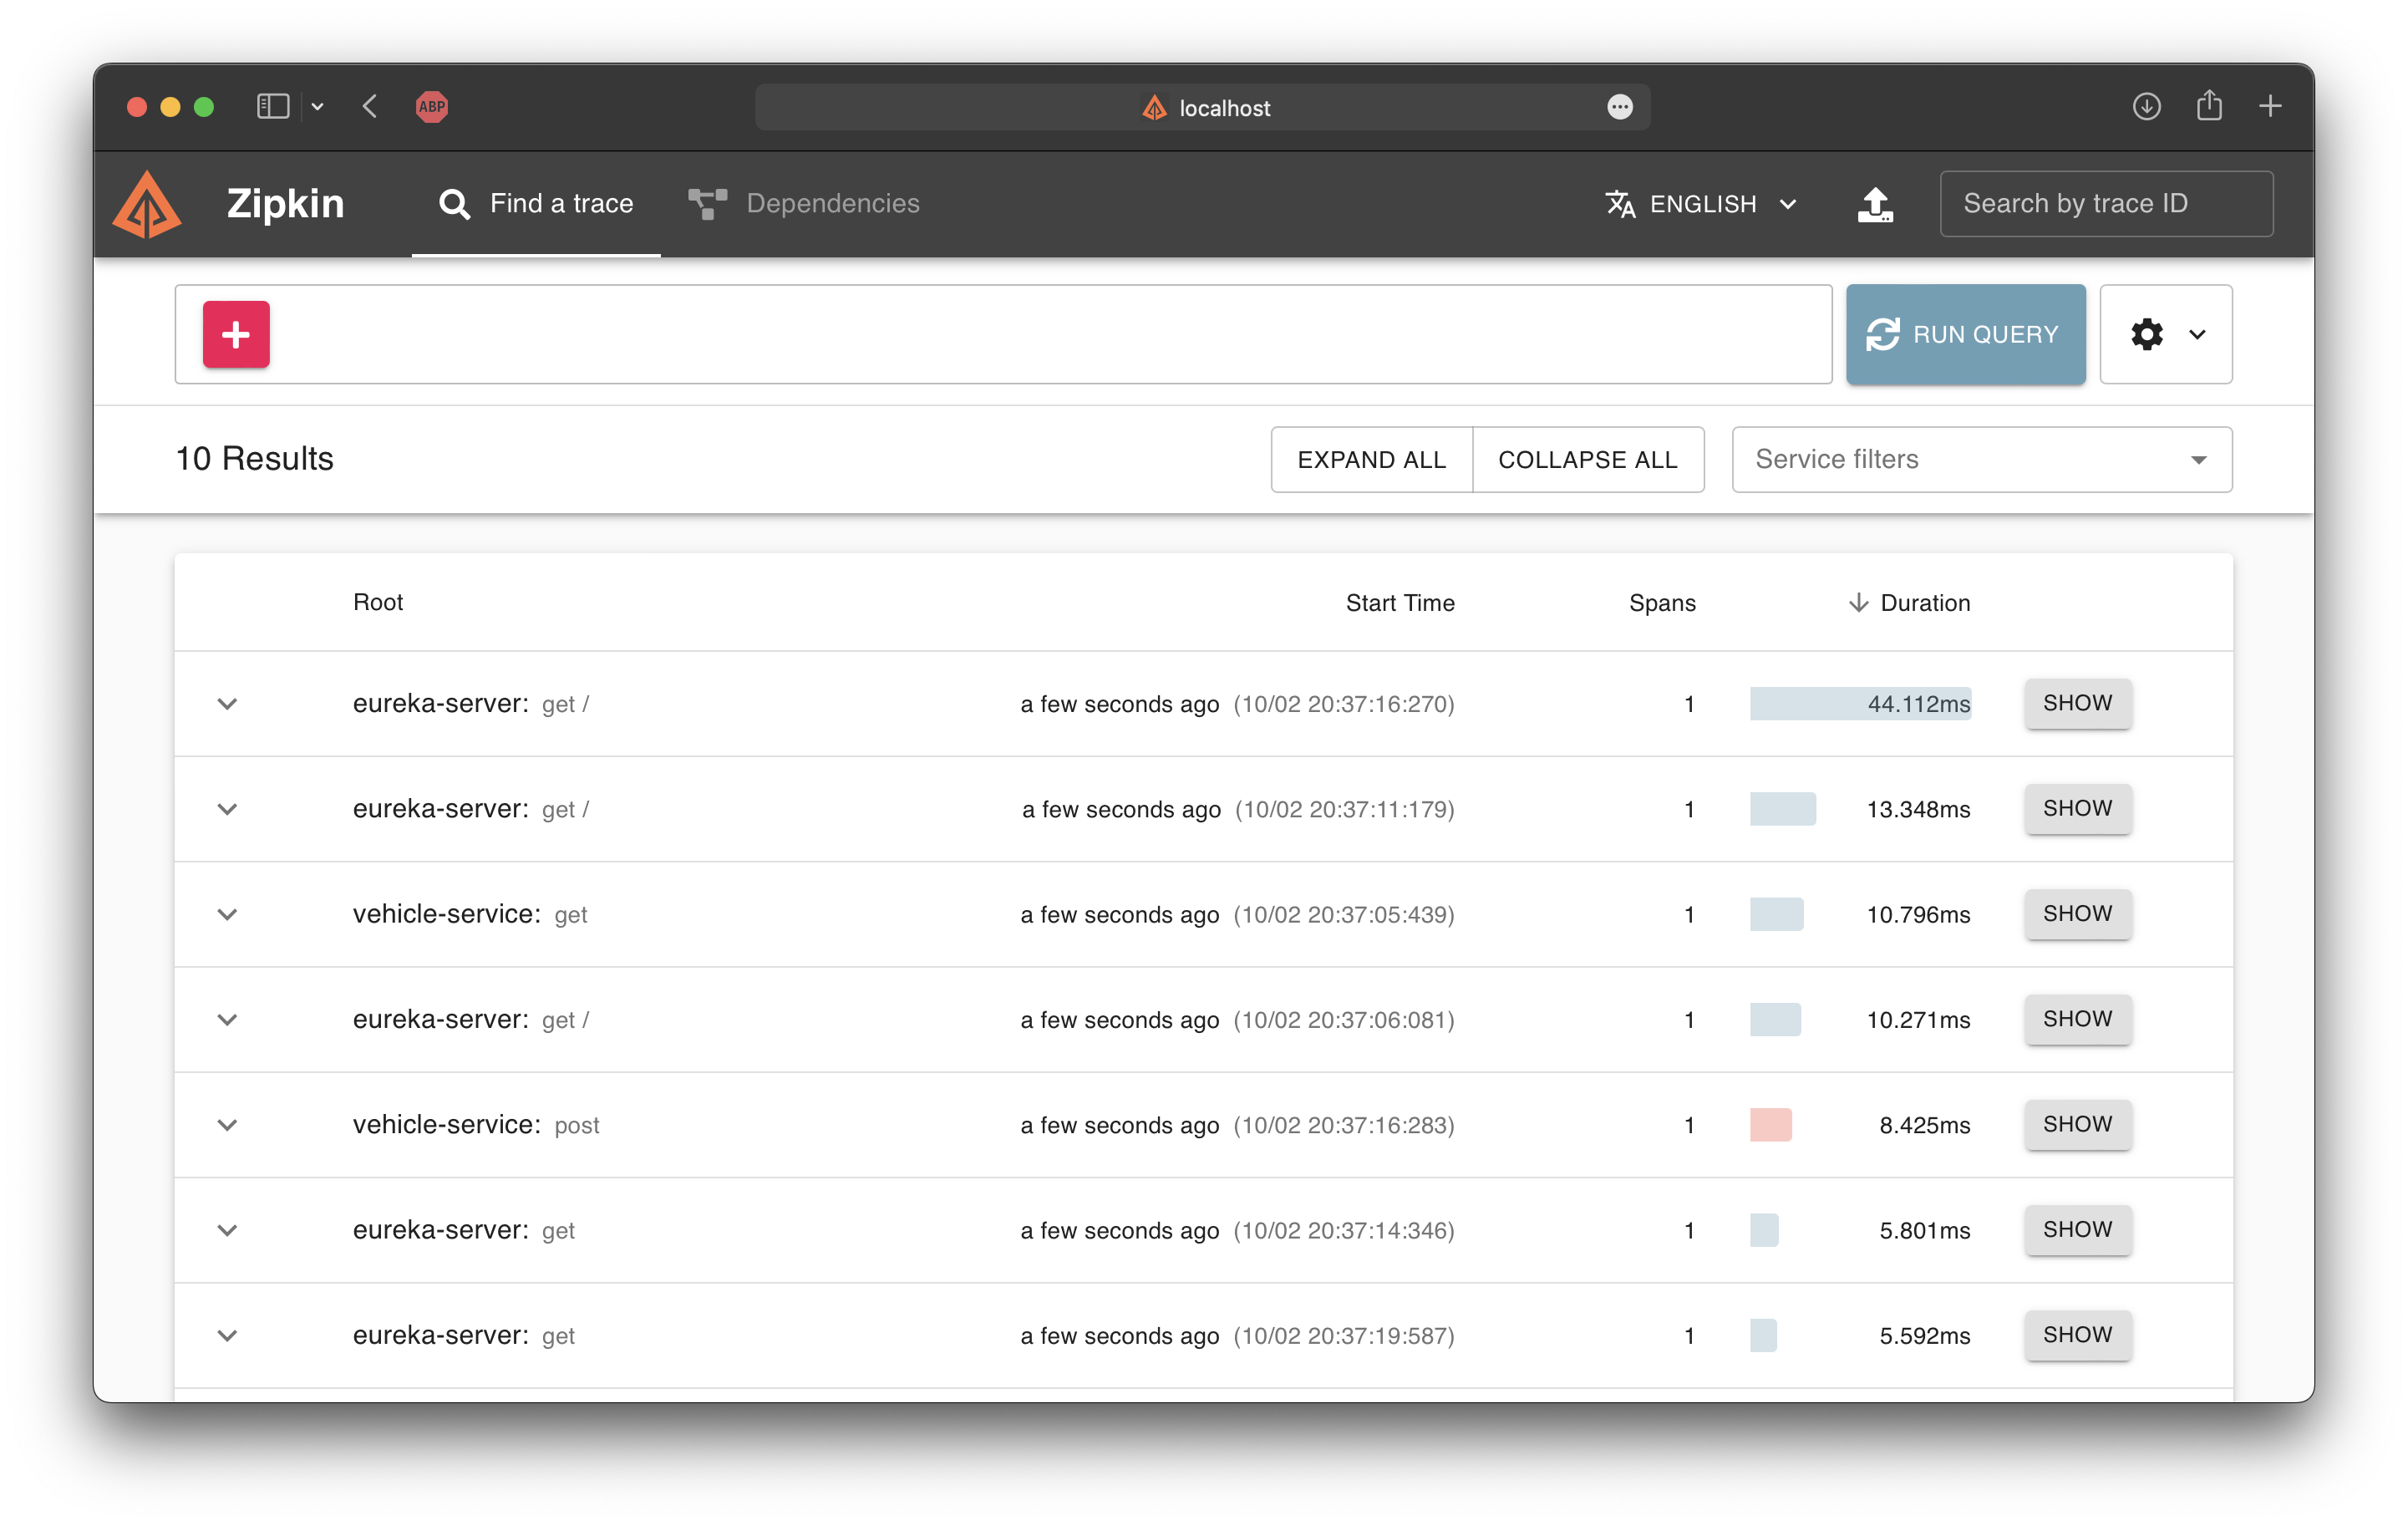 ABP
localhost
Zipkin Find a trace Dependencies ENGLISH Search by trace ID
RUN QUERY
10 Results EXPAND ALL COLLAPSE ALL Service filters
Root Start Time Spans Duration
eureka-server: get / a few seconds ago (10/02 20:37:16:270) 1 44.112ms SHOW
eureka-server: get / a few seconds ago (10/02 20:37:11:179) 1 13.348ms SHOW
vehicle-service: get a few seconds ago (10/02 20:37:05:439) 1 10.796ms SHOW
eureka-server: get / a few seconds ago (10/02 20:37:06:081) 1 10.271ms SHOW
vehicle-service: post a few seconds ago (10/02 20:37:16:283) 1 8.425ms SHOW
eureka-server: get a few seconds ago (10/02 20:37:14:346) 1 5.801ms SHOW
eureka-server: get a few seconds ago (10/02 20:37:19:587) 1 5.592ms SHOW